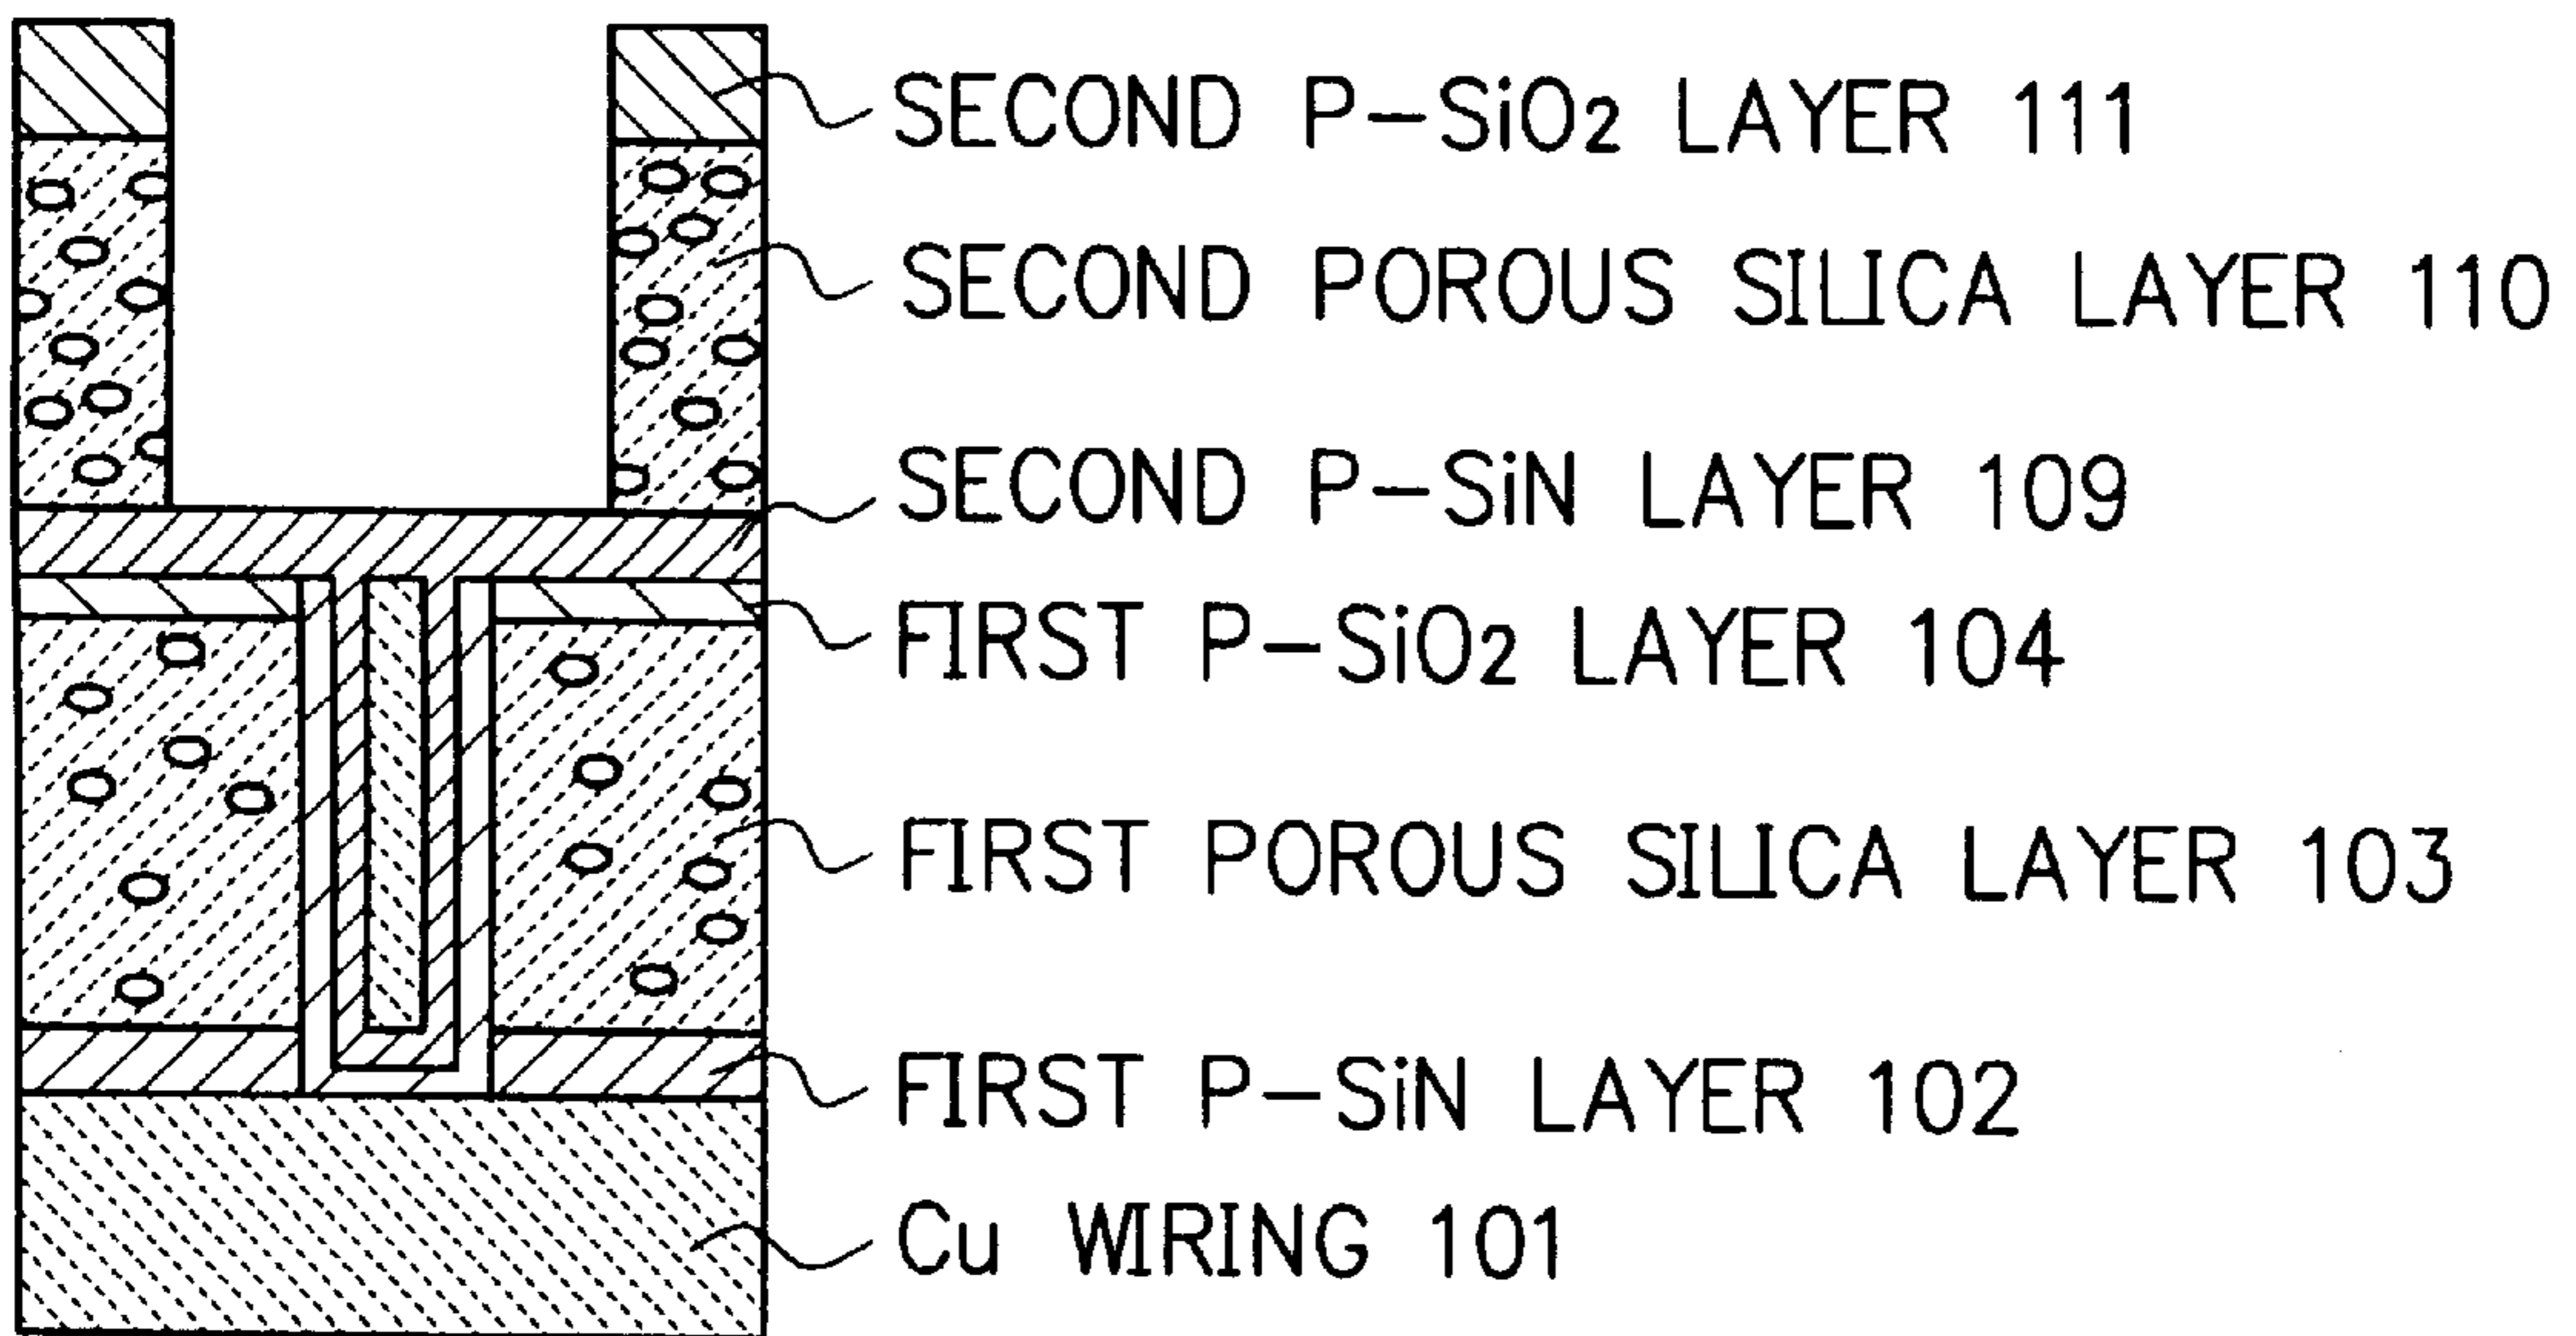 SECOND P-SiO2 LAYER 111
SECOND POROUS SILICA LAYER 110
SECOND P-SiN LAYER 109
FIRST P-SiO2 LAYER 104
FIRST POROUS SILICA LAYER 103
FIRST P-SiN LAYER 102
Cu WIRING 101